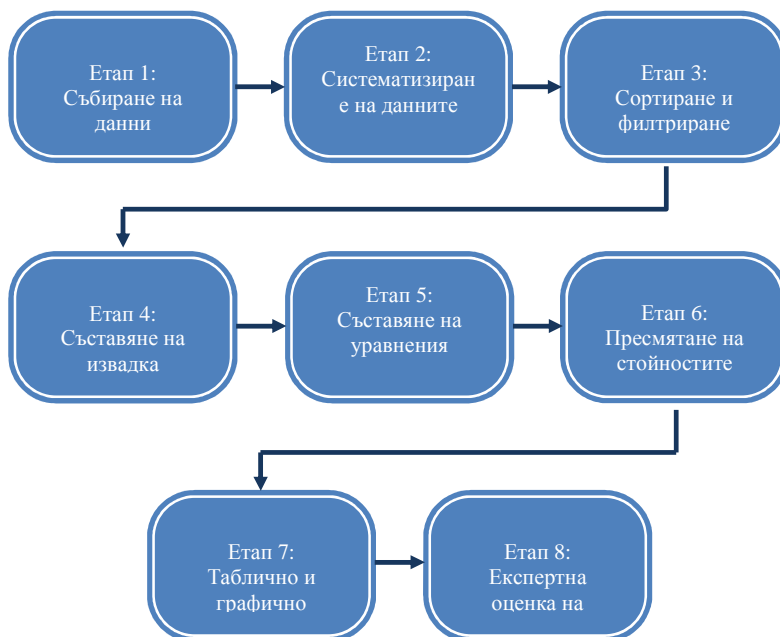 Етап 1:
Събиране на
данни
Етап 2:
Систематизиран
е на данните
Етап 3:
Сортиране и
филтриране
Етап 4:
Съставяне на
извадка
Етап 5:
Съставяне на
уравнения
Етап 6:
Пресмятане на
стойностите
Етап 7:
Таблично и
графично
Етап 8:
Експертна
оценка на